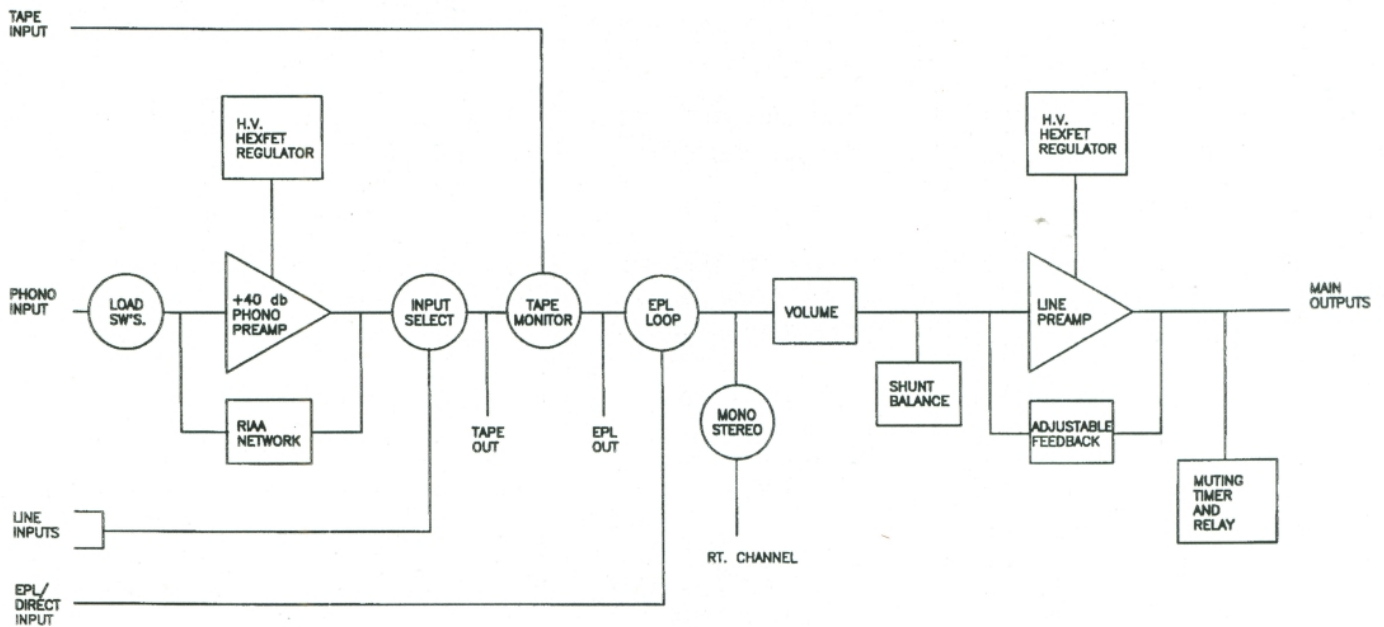 TAPE
INPUT
H.V.
HEXFET
REGULATOR
H.V.
HEXFET
REGULATOR
PHONO
INPUT
LOAD
SW'S.
+40 db
PHONO
PREAMP
INPUT
SELECT
TAPE
MONITOR
EPL
LOOP
VOLUME
LINE
PREAMP
MAIN
OUTPUTS
RIAA
NETWORK
TAPE
OUT
EPL
OUT
MONO
STEREO
SHUNT
BALANCE
ADJUSTABLE
FEEDBACK
MUTING
TIMER
AND
RELAY
LINE
INPUTS
RT. CHANNEL
EPL/
DIRECT
INPUT